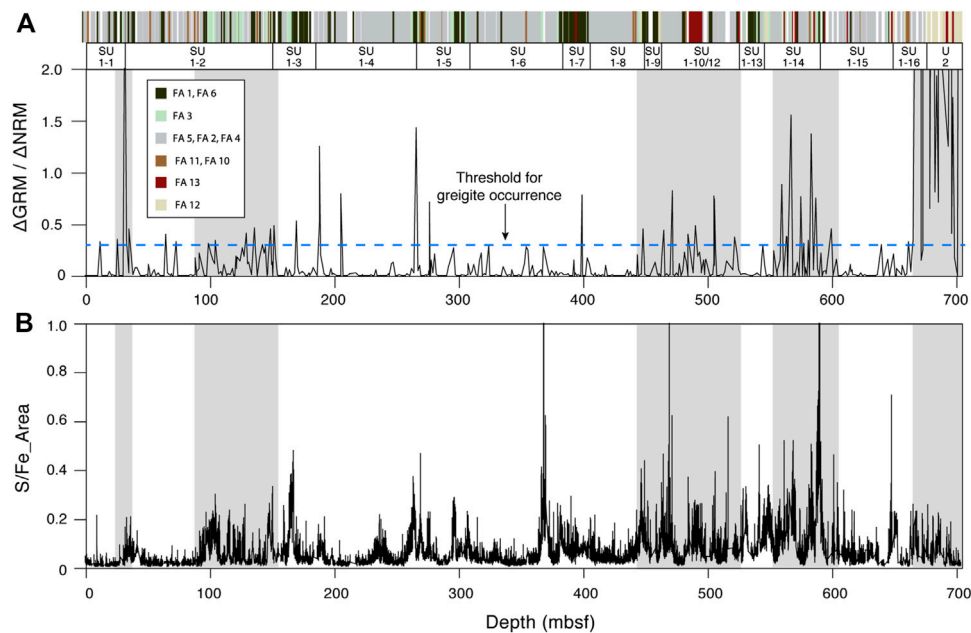 A
SU 1-1 SU 1-2 SU 1-3 SU 1-4 SU 1-5 SU 1-6 SU 1-7 SU 1-8 SU 1-9 SU 1-10/12 SU 1-13 SU 1-14 SU 1-15 SU 1-16 U 2
ΔGRM / ΔNRM
2.0
1.5
1.0
0.5
0
FA 1, FA 6
FA 3
FA 5, FA 2, FA 4
FA 11, FA 10
FA 13
FA 12
Threshold for
greigite occurrence
0 100 200 300 400 500 600 700
B
S/Fe_Area
1.0
0.8
0.6
0.4
0.2
0
0 100 200 300 400 500 600 700
Depth (mbsf)